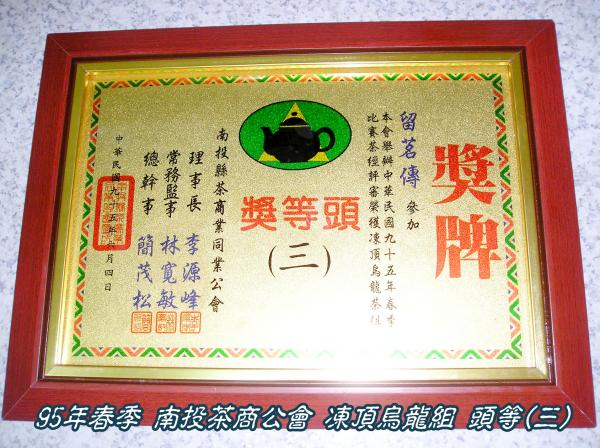 獎牌
留茗傳 參加
本會舉辦中華民國九十五年春季
比賽茶經評審榮獲凍頂烏龍茶組
頭等獎
(三)
南投縣茶商業同業公會
理事長 李源峰
常務監事 林寬敏
總幹事 簡茂松
中華民國九十五年 月四日
95年春季 南投茶商公會 凍頂烏龍組 頭等(三)